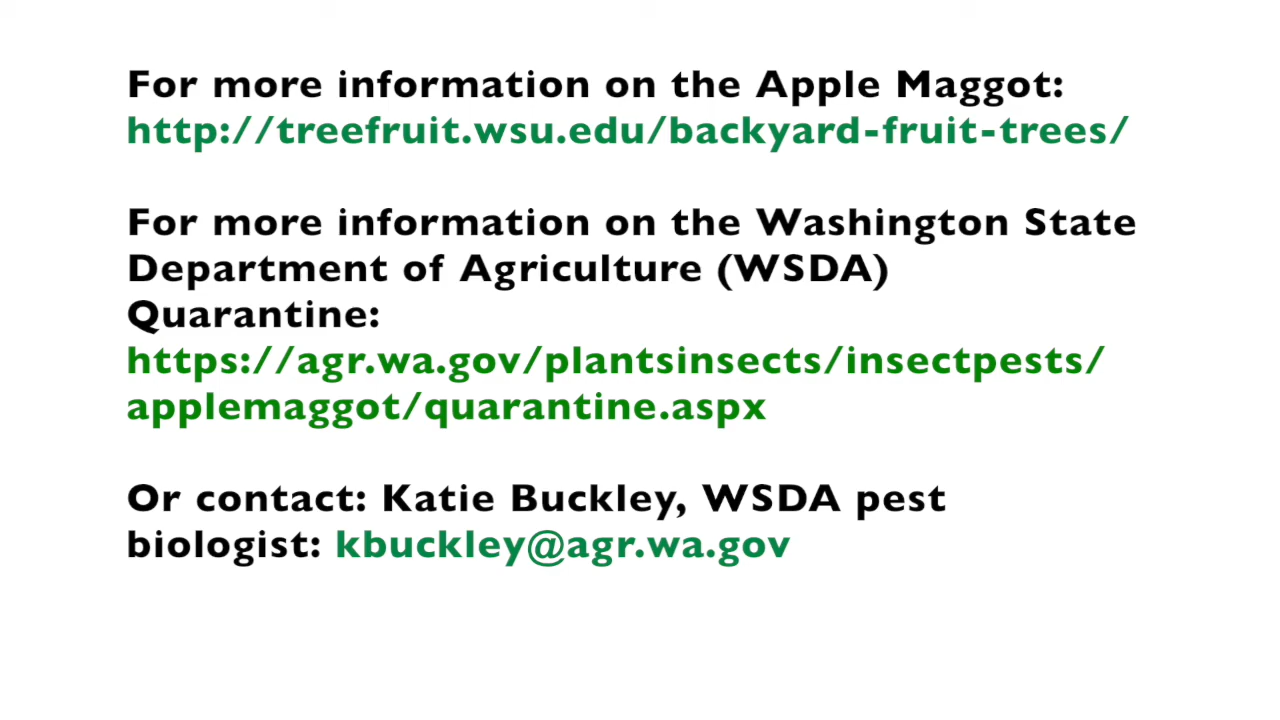 For more information on the Apple Maggot:
http://treefruit.wsu.edu/backyard-fruit-trees/
For more information on the Washington State
Department of Agriculture (WSDA)
Quarantine:
https://agr.wa.gov/plantsinsects/insectpests/
applemaggot/quarantine.aspx
Or contact: Katie Buckley, WSDA pest
biologist: kbuckley@agr.wa.gov